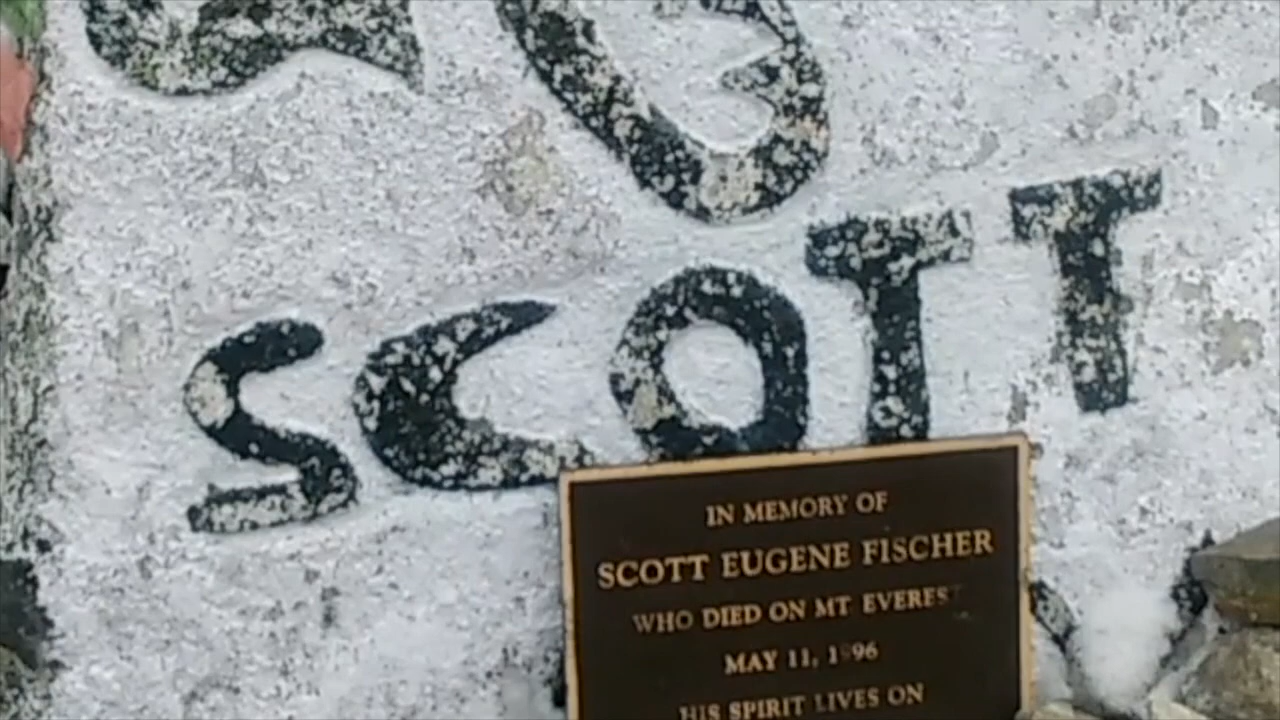 SCOTT
IN MEMORY OF
SCOTT EUGENE FISCHER
WHO DIED ON MT EVEREST
MAY 11, 1996
HIS SPIRIT LIVES ON